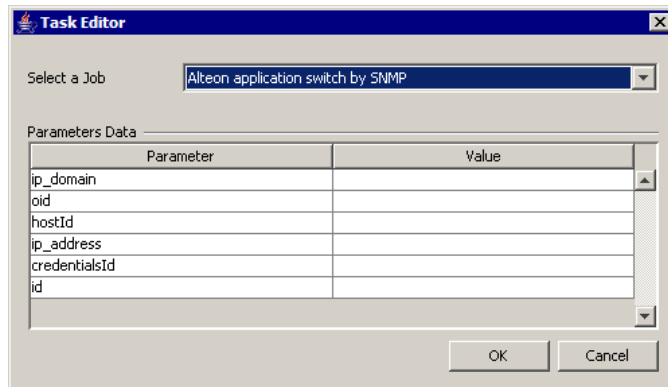 Task Editor
Select a Job Alteon application switch by SNMP
Parameters Data
Parameter Value
ip_domain
oid
hostId
ip_address
credentialsId
id
OK Cancel